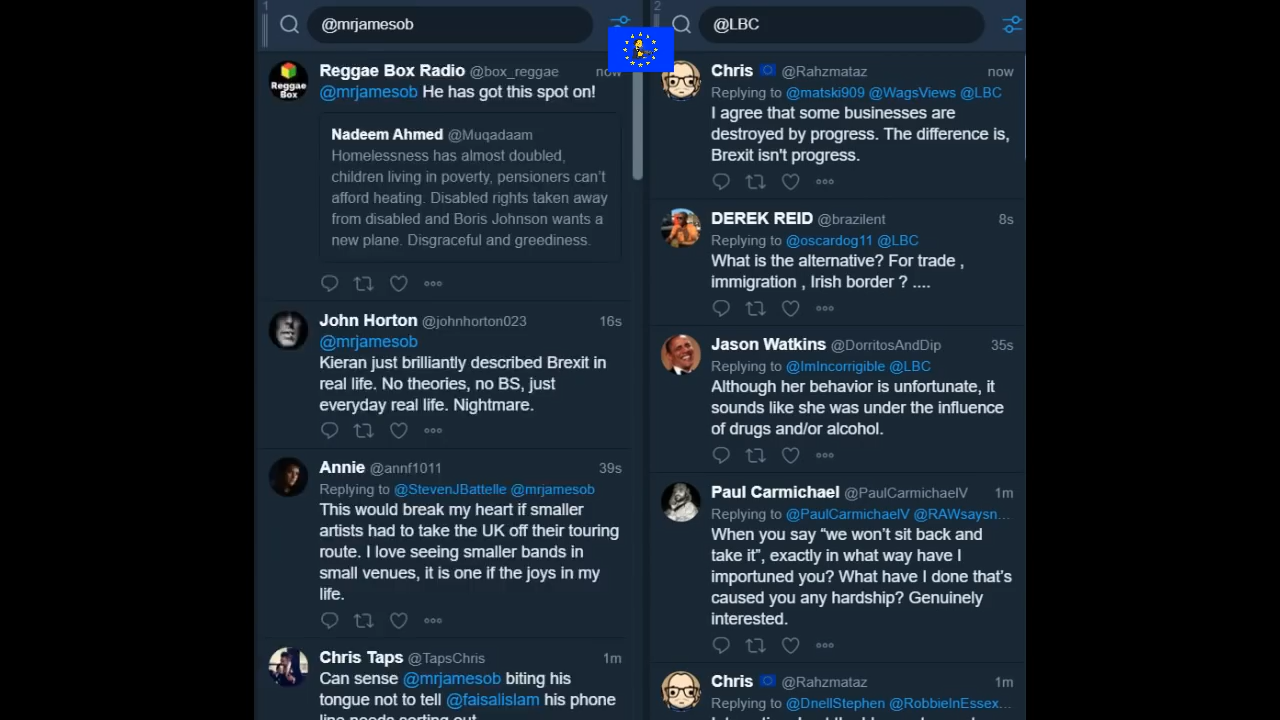 1
@mrjamesob
Reggae Box Radio @box_reggae now
@mrjamesob He has got this spot on!
Reggae
Box
Nadeem Ahmed @Muqadaam
Homelessness has almost doubled,
children living in poverty, pensioners can't
afford heating. Disabled rights taken away
from disabled and Boris Johnson wants a
new plane. Disgraceful and greediness.
John Horton @johnhorton023 16s
@mrjamesob
Kieran just brilliantly described Brexit in
real life. No theories, no BS, just
everyday real life. Nightmare.
Annie @annf1011 39s
Replying to @StevenJBattelle @mrjamesob
This would break my heart if smaller
artists had to take the UK off their touring
route. I love seeing smaller bands in
small venues, it is one if the joys in my
life.
Chris Taps @TapsChris 1m
Can sense @mrjamesob biting his
tongue not to tell @faisalislam his phone
line needs sorting out
2
@LBC
Chris @Rahzmataz now
Replying to @matski909 @WagsViews @LBC
I agree that some businesses are
destroyed by progress. The difference is,
Brexit isn't progress.
DEREK REID @brazilent 8s
Replying to @oscardog11 @LBC
What is the alternative? For trade ,
immigration , Irish border ? ....
Jason Watkins @DorritosAndDip 35s
Replying to @ImIncorrigible @LBC
Although her behavior is unfortunate, it
sounds like she was under the influence
of drugs and/or alcohol.
Paul Carmichael @PaulCarmichaelV 1m
Replying to @PaulCarmichaelV @RAWsaysn...
When you say “we won't sit back and
take it”, exactly in what way have I
importuned you? What have I done that's
caused you any hardship? Genuinely
interested.
Chris @Rahzmataz 1m
Replying to @DnellStephen @RobbieInEssex...